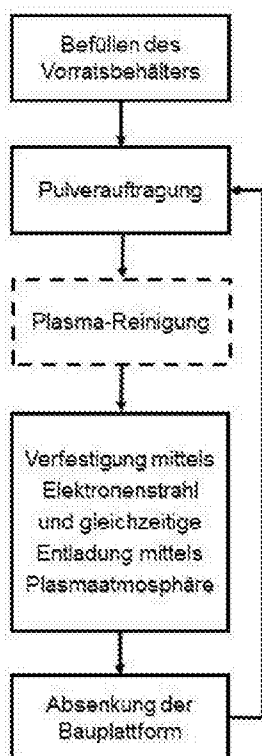 Befüllen des
Vorratsbehälters
Pulverauftragung
Plasma-Reinigung
Verfestigung mittels
Elektronenstrahl
und gleichzeitige
Entladung mittels
Plasmaatmosphäre
Absenkung der
Bauplattform